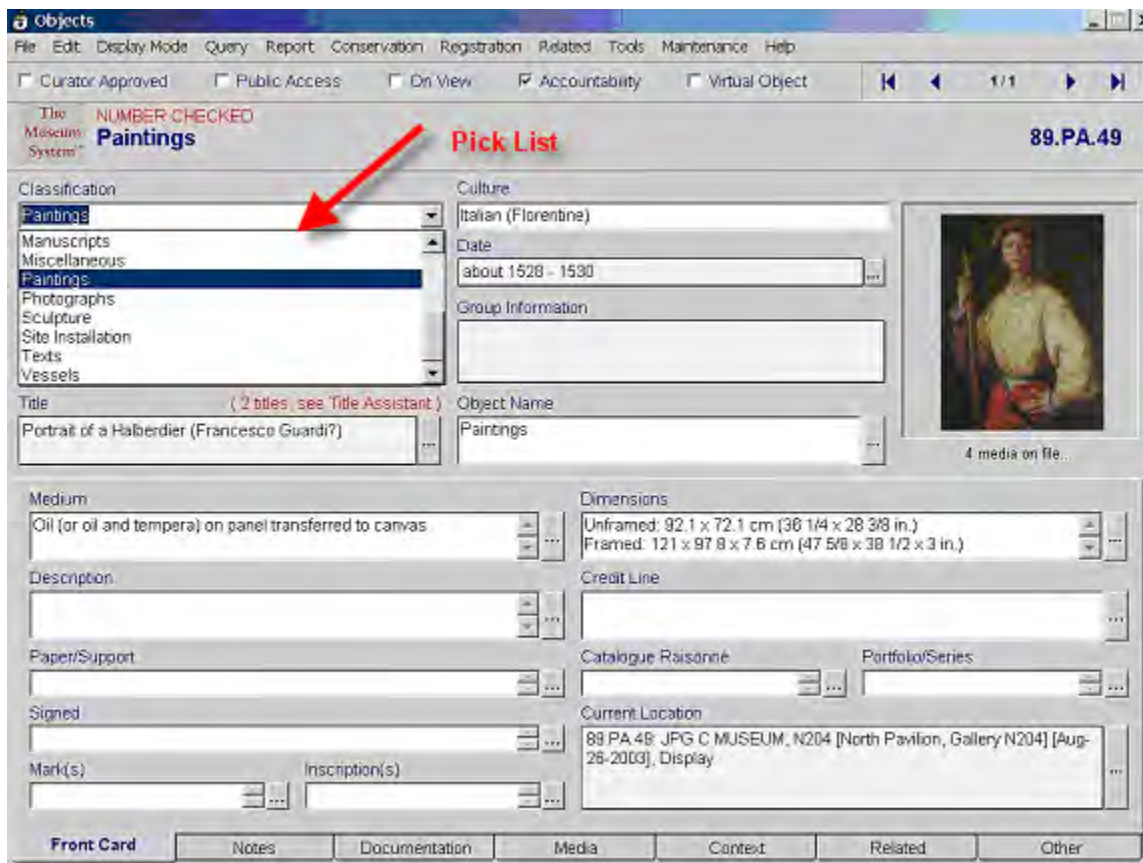 Objects
File Edit Display Mode Query Report Conservation Registration Related Tools Maintenance Help
Curator Approved Public Access On View Accountability Virtual Object 1/1
The Museum System™
NUMBER CHECKED
Paintings
Pick List
89.PA.49
Classification
Paintings
Manuscripts
Miscellaneous
Paintings
Photographs
Sculpture
Site Installation
Texts
Vessels
Culture
Italian (Florentine)
Date
about 1528 - 1530
...
Group Information
Title
( 2 titles, see Title Assistant )
Portrait of a Halberdier (Francesco Guardi?)
...
Object Name
Paintings
...
4 media on file...
Medium
Oil (or oil and tempera) on panel transferred to canvas
...
Dimensions
Unframed: 92.1 x 72.1 cm (36 1/4 x 28 3/8 in.)
Framed: 121 x 97.8 x 7.6 cm (47 5/8 x 38 1/2 x 3 in.)
...
Description
...
Credit Line
...
Paper/Support
...
Catalogue Raisonné
...
Portfolio/Series
...
Signed
...
Current Location
89.PA.49: JPG C MUSEUM, N204 [North Pavilion, Gallery N204] [Aug-
26-2003], Display
...
Mark(s)
...
Inscription(s)
...
Front Card Notes Documentation Media Context Related Other